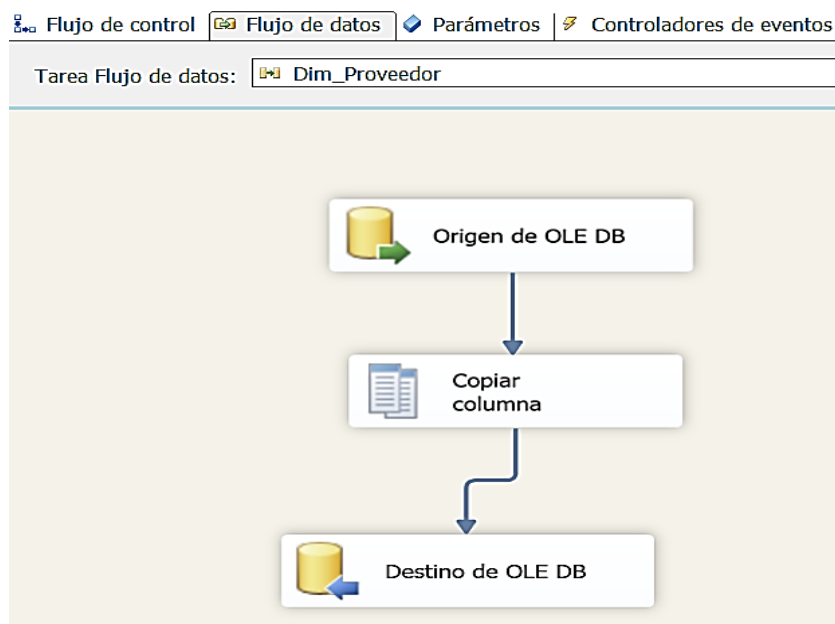 Flujo de control Flujo de datos Parámetros Controladores de eventos
Tarea Flujo de datos: Dim_Proveedor
Origen de OLE DB
Copiar
columna
Destino de OLE DB